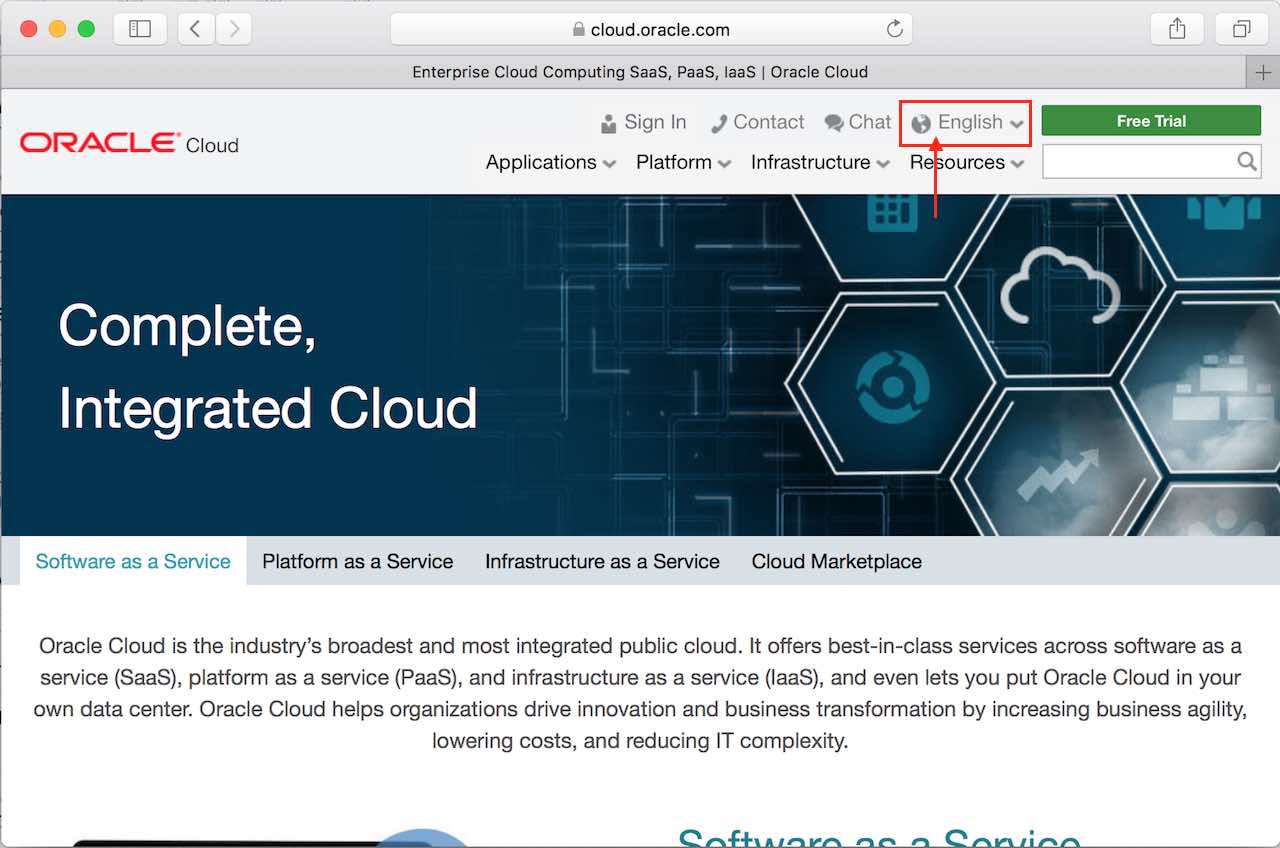 cloud.oracle.com
Enterprise Cloud Computing SaaS, PaaS, IaaS | Oracle Cloud
ORACLE® Cloud
Sign In
Contact
Chat
English
Free Trial
Applications
Platform
Infrastructure
Resources
Complete,
Integrated Cloud
Software as a Service
Platform as a Service
Infrastructure as a Service
Cloud Marketplace
Oracle Cloud is the industry’s broadest and most integrated public cloud. It offers best-in-class services across software as a
service (SaaS), platform as a service (PaaS), and infrastructure as a service (IaaS), and even lets you put Oracle Cloud in your
own data center. Oracle Cloud helps organizations drive innovation and business transformation by increasing business agility,
lowering costs, and reducing IT complexity.
Software as a Service